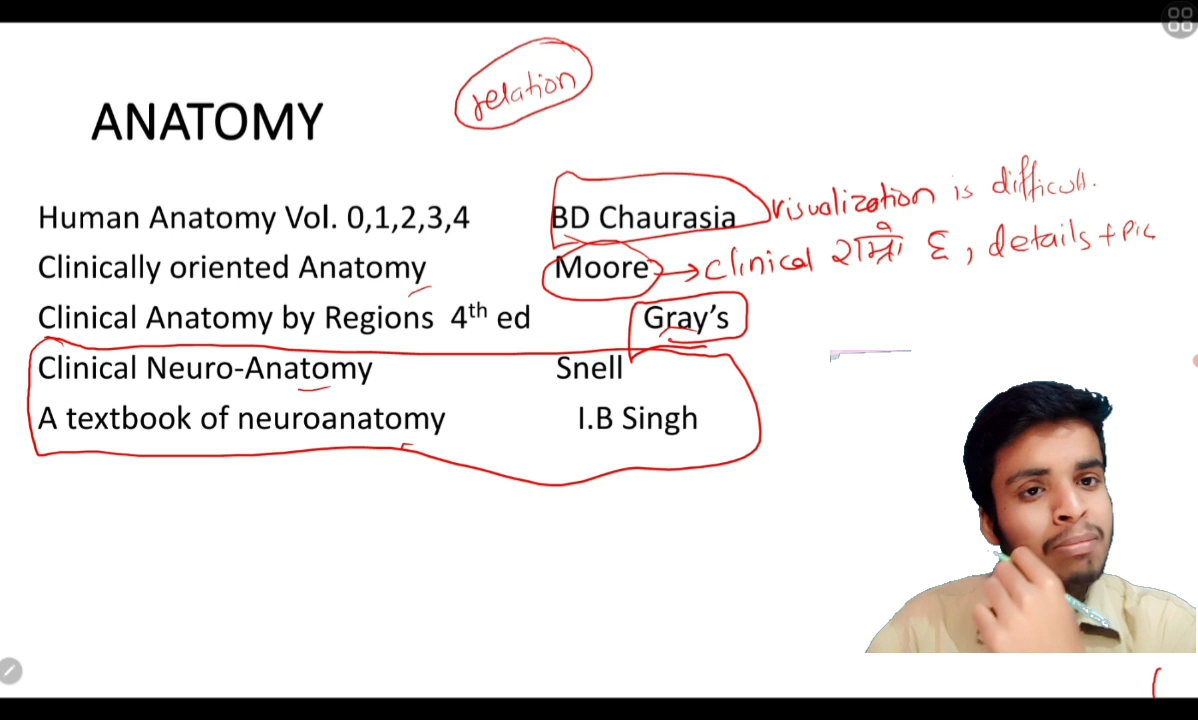 relation
ANATOMY
Human Anatomy Vol. 0,1,2,3,4 BD Chaurasia visualization is difficult.
Clinically oriented Anatomy Moore → clinical, details + pic
Clinical Anatomy by Regions 4th ed Gray's
Clinical Neuro-Anatomy Snell
A textbook of neuroanatomy I.B Singh